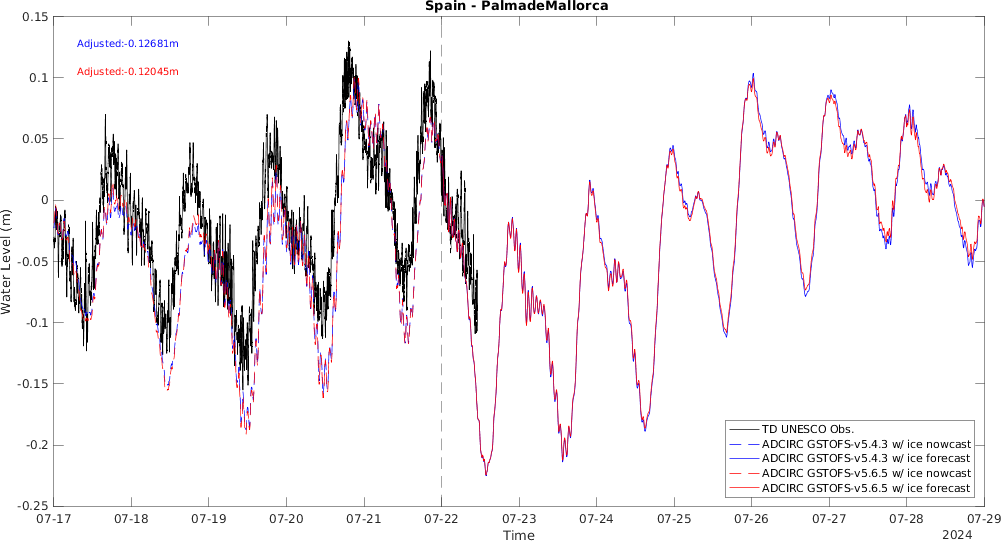 Spain - PalmadeMallorca
0.15
Adjusted:-0.12681m
Adjusted:-0.12045m
0.1
0.05
0
-0.05
-0.1
-0.15
-0.2
-0.25
Water Level (m)
TD UNESCO Obs.
ADCIRC GSTOFS-v5.4.3 w/ ice nowcast
ADCIRC GSTOFS-v5.4.3 w/ ice forecast
ADCIRC GSTOFS-v5.6.5 w/ ice nowcast
ADCIRC GSTOFS-v5.6.5 w/ ice forecast
07-17 07-18 07-19 07-20 07-21 07-22 07-23 07-24 07-25 07-26 07-27 07-28 07-29
Time
2024